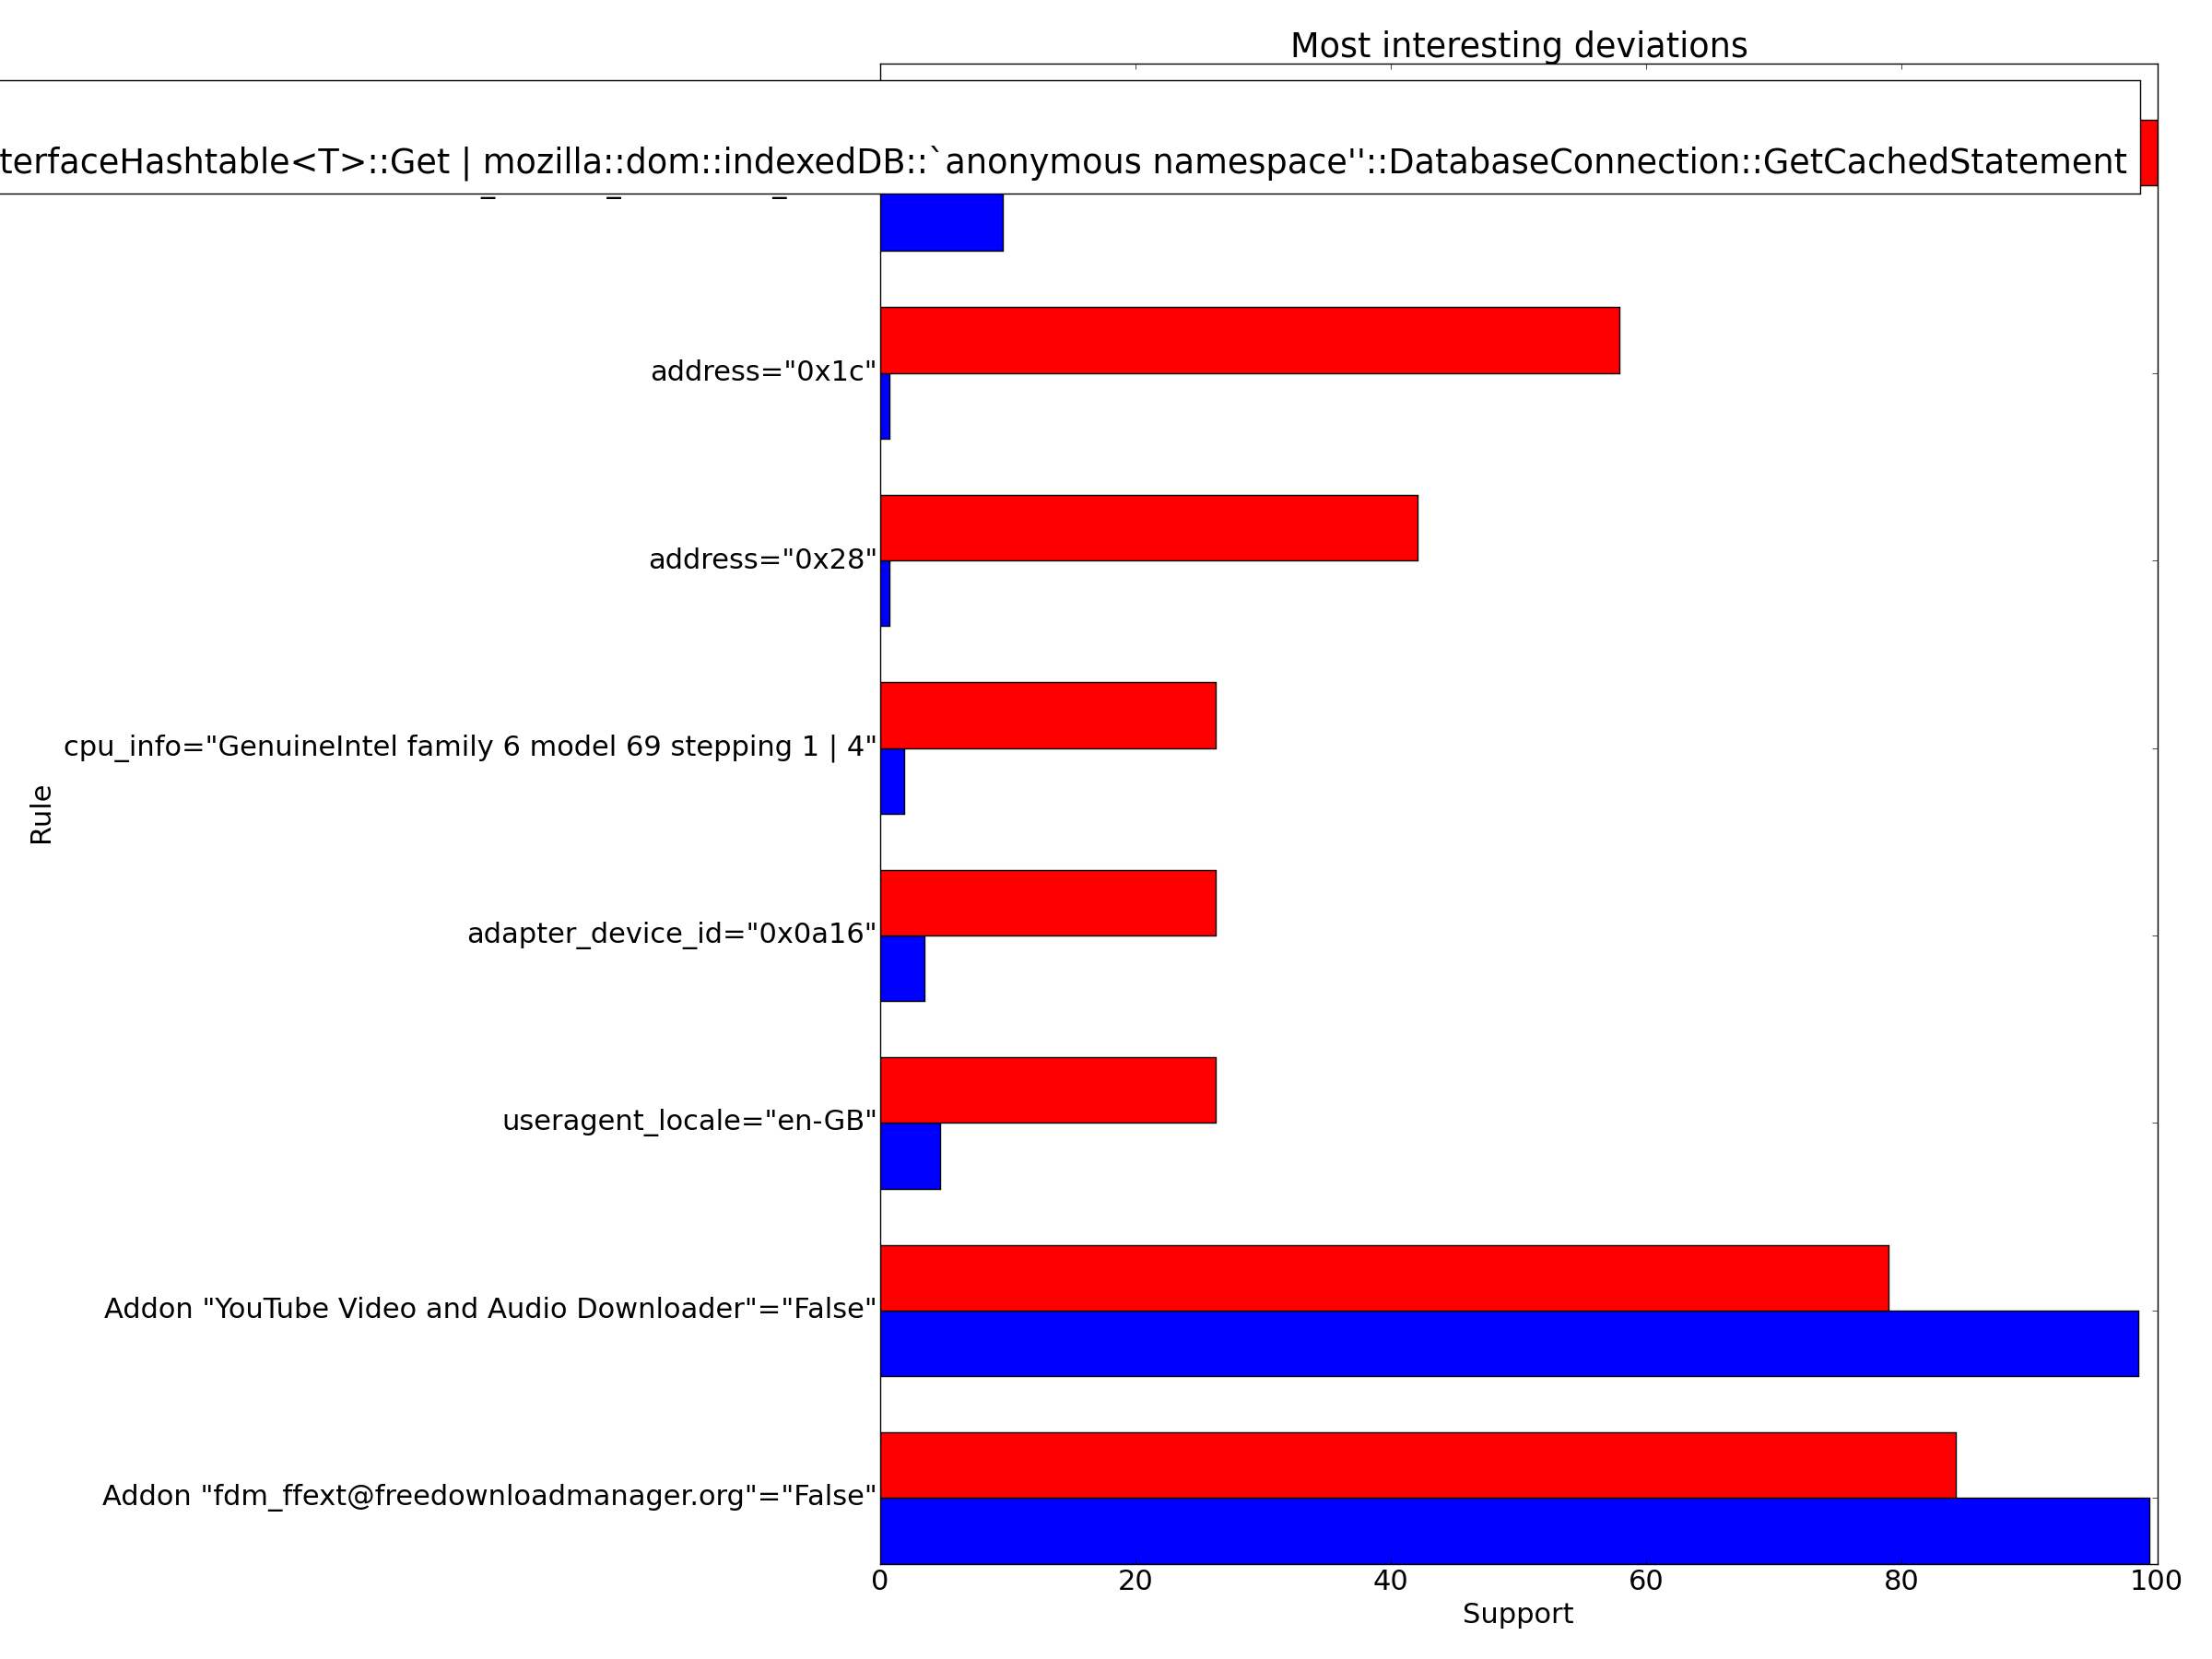 Most interesting deviations
terfaceHashtable<T>::Get | mozilla::dom::indexedDB::`anonymous namespace''::DatabaseConnection::GetCachedStatement
address="0x1c"
address="0x28"
cpu_info="GenuineIntel family 6 model 69 stepping 1 | 4"
Rule
adapter_device_id="0x0a16"
useragent_locale="en-GB"
Addon "YouTube Video and Audio Downloader"="False"
Addon "fdm_ffext@freedownloadmanager.org"="False"
0 20 40 60 80 100
Support